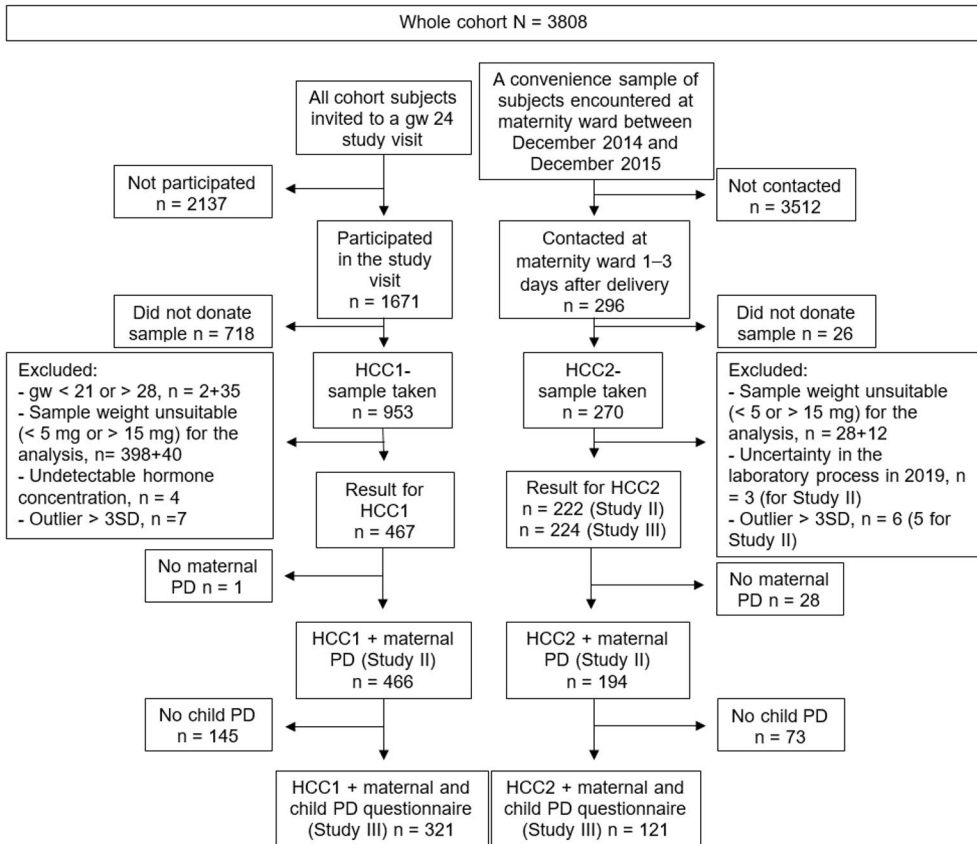 Whole cohort N = 3808
All cohort subjects
invited to a gw 24
study visit
A convenience sample of
subjects encountered at
maternity ward between
December 2014 and
December 2015
Not participated
n = 2137
Not contacted
n = 3512
Participated
in the study
visit
n = 1671
Contacted at
maternity ward 1–3
days after delivery
n = 296
Did not donate
sample n = 718
Did not donate
sample n = 26
Excluded:
- gw < 21 or > 28, n = 2+35
- Sample weight unsuitable
(< 5 mg or > 15 mg) for the
analysis, n= 398+40
- Undetectable hormone
concentration, n = 4
- Outlier > 3SD, n =7
HCC1-
sample taken
n = 953
HCC2-
sample taken
n = 270
Excluded:
- Sample weight unsuitable
(< 5 or > 15 mg) for the
analysis, n = 28+12
- Uncertainty in the
laboratory process in 2019, n
= 3 (for Study II)
- Outlier > 3SD, n = 6 (5 for
Study II)
Result for
HCC1
n = 467
Result for HCC2
n = 222 (Study II)
n = 224 (Study III)
No maternal
PD n = 1
No maternal
PD n = 28
HCC1 + maternal
PD (Study II)
n = 466
HCC2 + maternal
PD (Study II)
n = 194
No child PD
n = 145
No child PD
n = 73
HCC1 + maternal and
child PD questionnaire
(Study III) n = 321
HCC2 + maternal and
child PD questionnaire
(Study III) n = 121